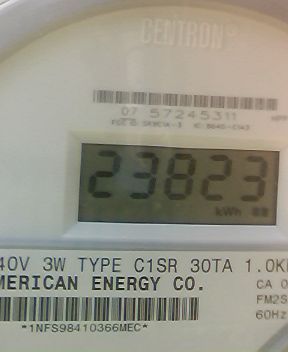 CENTRON
07 57245311
23823
kWh
40V 3W TYPE C1SR 30TA 1.0K
MERICAN ENERGY CO.
CA 0
FM2S
60Hz
*1NFS98410366MEC*